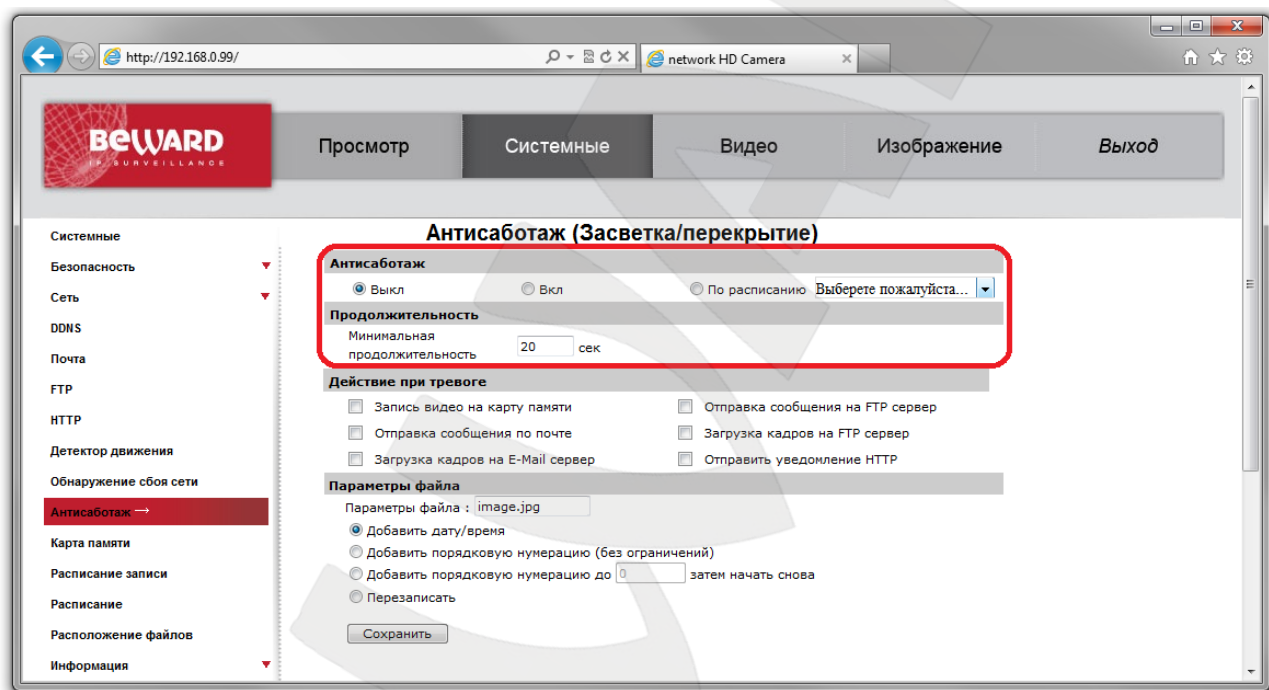 http://192.168.0.99/
network HD Camera
BEWARD
IP SURVEILLANCE
Просмотр
Системные
Видео
Изображение
Выход
Системные
Безопасность
Сеть
DDNS
Почта
FTP
HTTP
Детектор движения
Обнаружение сбоя сети
Антисаботаж →
Карта памяти
Расписание записи
Расписание
Расположение файлов
Информация
Антисаботаж (Засветка/перекрытие)
Антисаботаж
Выкл
Вкл
По расписанию Выберете пожалуйста...
Продолжительность
Минимальная
продолжительность 20 сек
Действие при тревоге
Запись видео на карту памяти
Отправка сообщения на FTP сервер
Отправка сообщения по почте
Загрузка кадров на FTP сервер
Загрузка кадров на E-Mail сервер
Отправить уведомление HTTP
Параметры файла
Параметры файла : image.jpg
Добавить дату/время
Добавить порядковую нумерацию (без ограничений)
Добавить порядковую нумерацию до 0 затем начать снова
Перезаписать
Сохранить